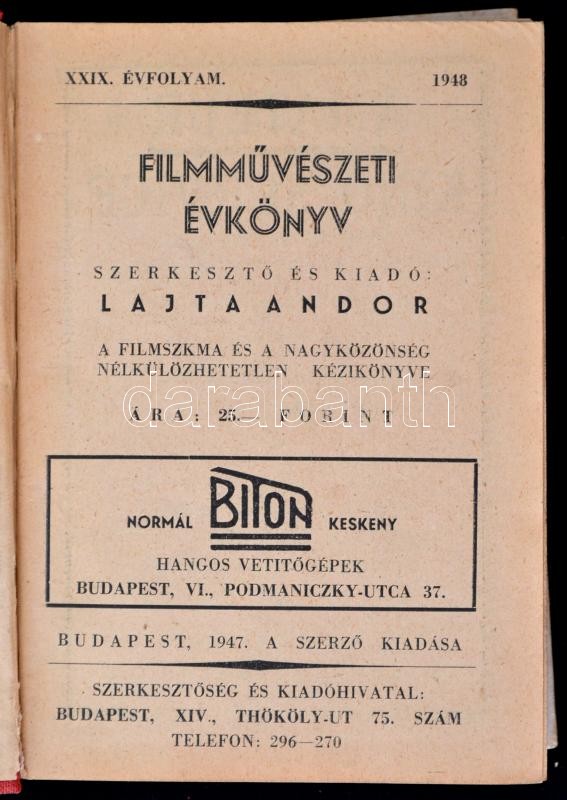 XXIX. ÉVFOLYAM. 1948
FILMMŰVÉSZETI
ÉVKÖNYV
SZERKESZTŐ ÉS KIADÓ:
LAJTA ANDOR
A FILMSZKMA ÉS A NAGYKÖZÖNSÉG
NÉLKÜLÖZHETETLEN KÉZIKÖNYVE
darabanth
ÁRA: 25.— FORINT
NORMÁL BITON KESKENY
HANGOS VETITŐGÉPEK
BUDAPEST, VI., PODMANICZKY-UTCA 37.
BUDAPEST, 1947. A SZERZŐ KIADÁSA
SZERKESZTŐSÉG ÉS KIADÓHIVATAL:
BUDAPEST, XIV., THÖKÖLY-UT 75. SZÁM
TELEFON: 296—270